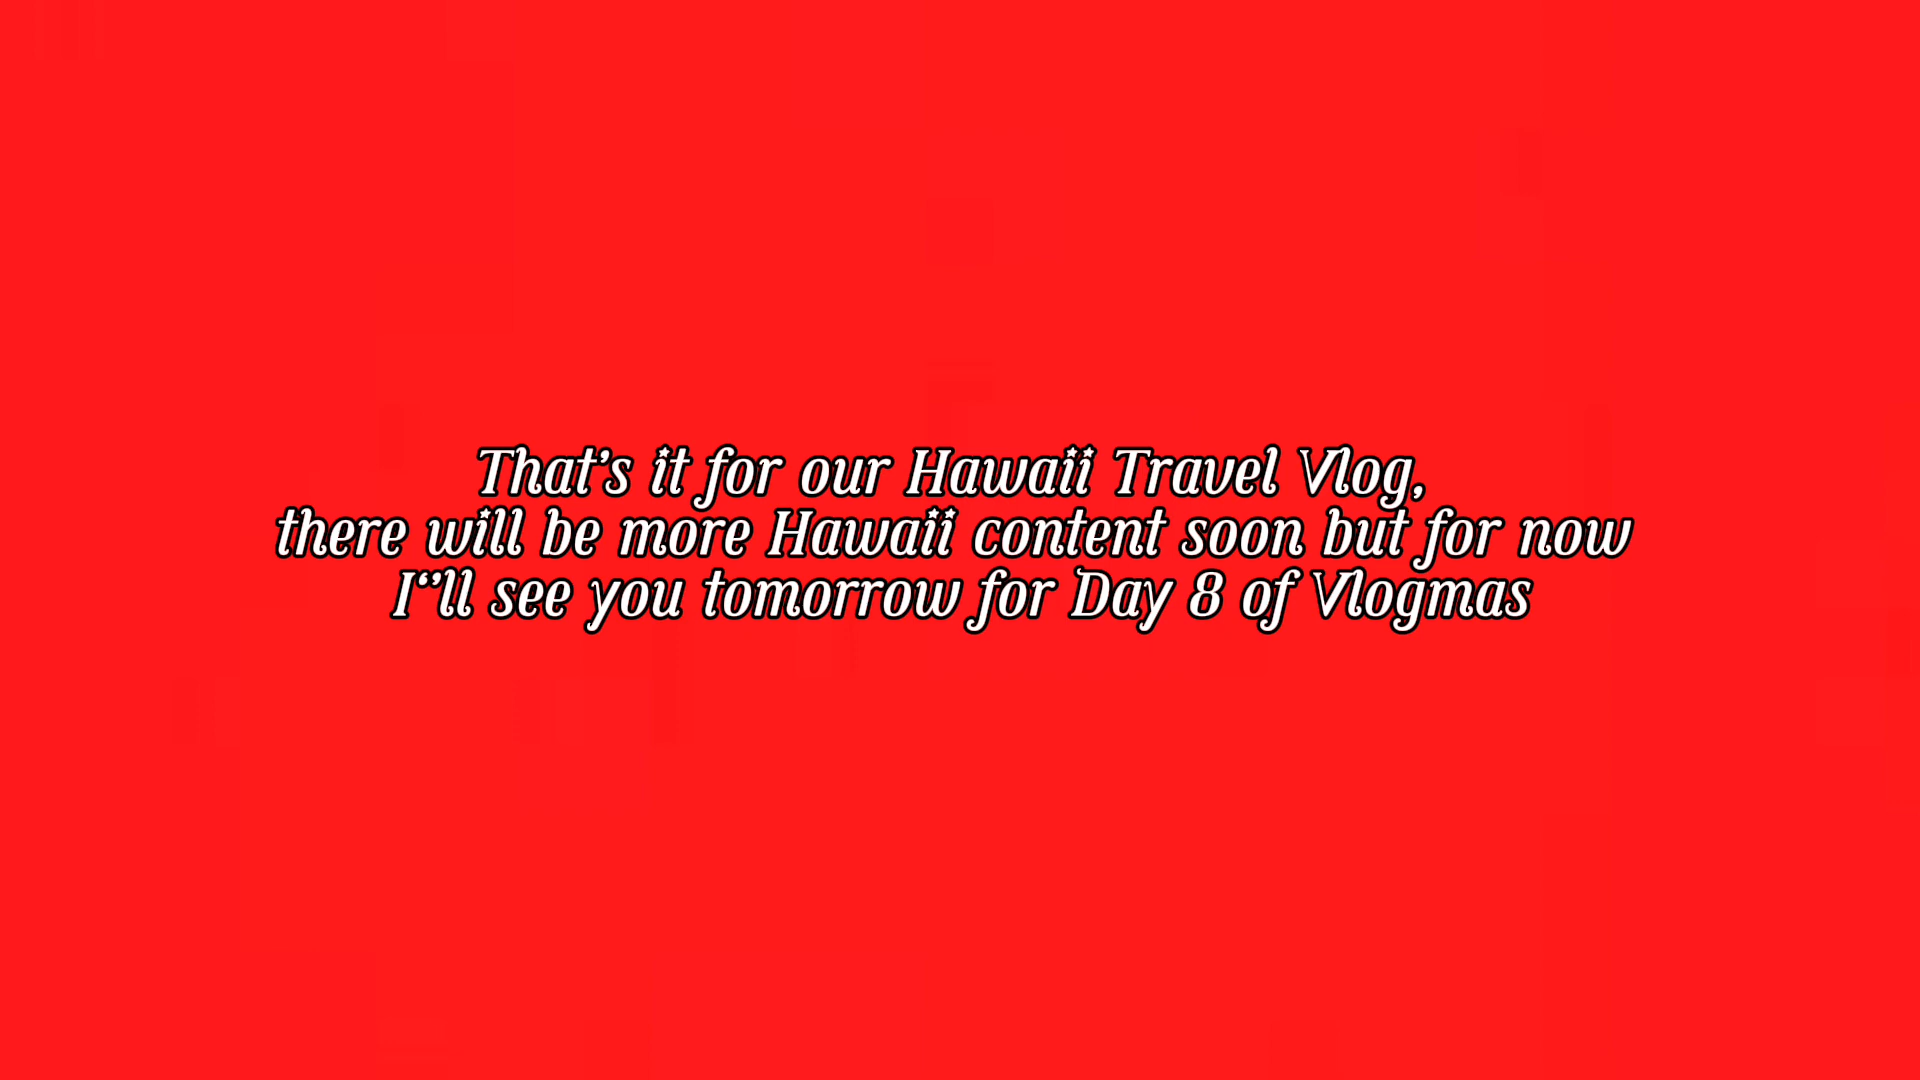 That's it for our Hawaii Travel Vlog,
there will be more Hawaii content soon but for now
I‘’ll see you tomorrow for Day 8 of Vlogmas